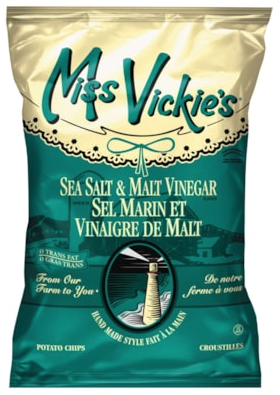 Miss Vickie's
SEA SALT & MALT VINEGAR
SEL MARIN ET
VINAIGRE DE MALT
0 TRANS FAT
0 GRAS TRANS
From Our
Farm to You •
De notre
ferme à vous
HAND MADE STYLE FAIT À LA MAIN
POTATO CHIPS
CROUSTILLES